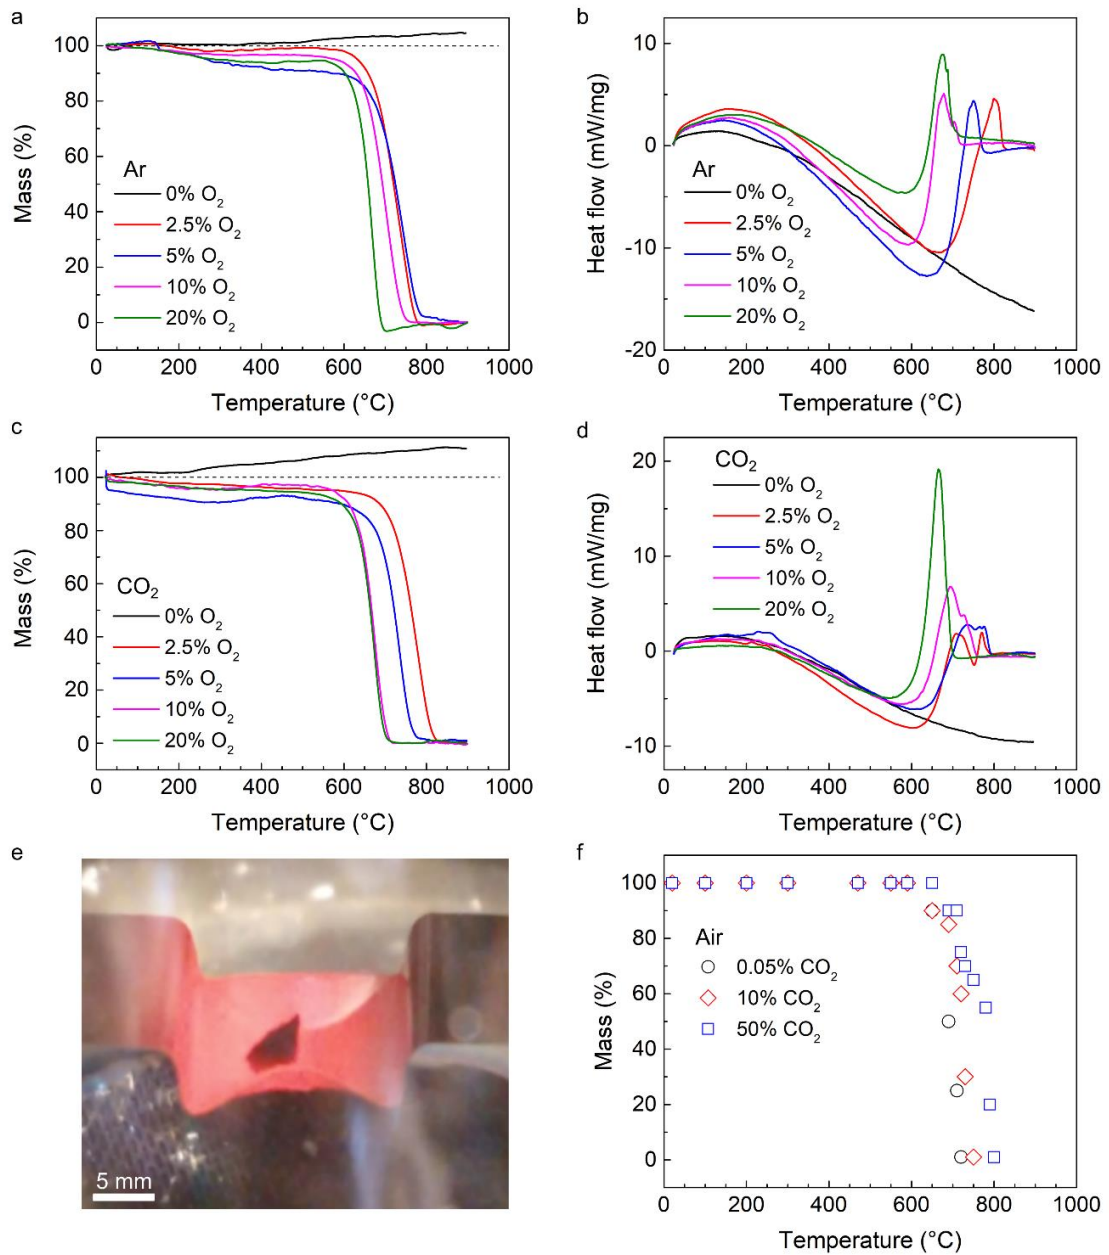 a
100
80
60
40
20
0
Mass (%)
Ar
0% O₂
2.5% O₂
5% O₂
10% O₂
20% O₂
0 200 400 600 800 1000
Temperature (°C)
b
10
0
-10
-20
Heat flow (mW/mg)
Ar
0% O₂
2.5% O₂
5% O₂
10% O₂
20% O₂
0 200 400 600 800 1000
Temperature (°C)
c
100
80
60
40
20
0
Mass (%)
CO₂
0% O₂
2.5% O₂
5% O₂
10% O₂
20% O₂
0 200 400 600 800 1000
Temperature (°C)
d
20
10
0
-10
Heat flow (mW/mg)
CO₂
0% O₂
2.5% O₂
5% O₂
10% O₂
20% O₂
0 200 400 600 800 1000
Temperature (°C)
e
5 mm
f
100
80
60
40
20
0
Mass (%)
Air
0.05% CO₂
10% CO₂
50% CO₂
0 200 400 600 800 1000
Temperature (°C)